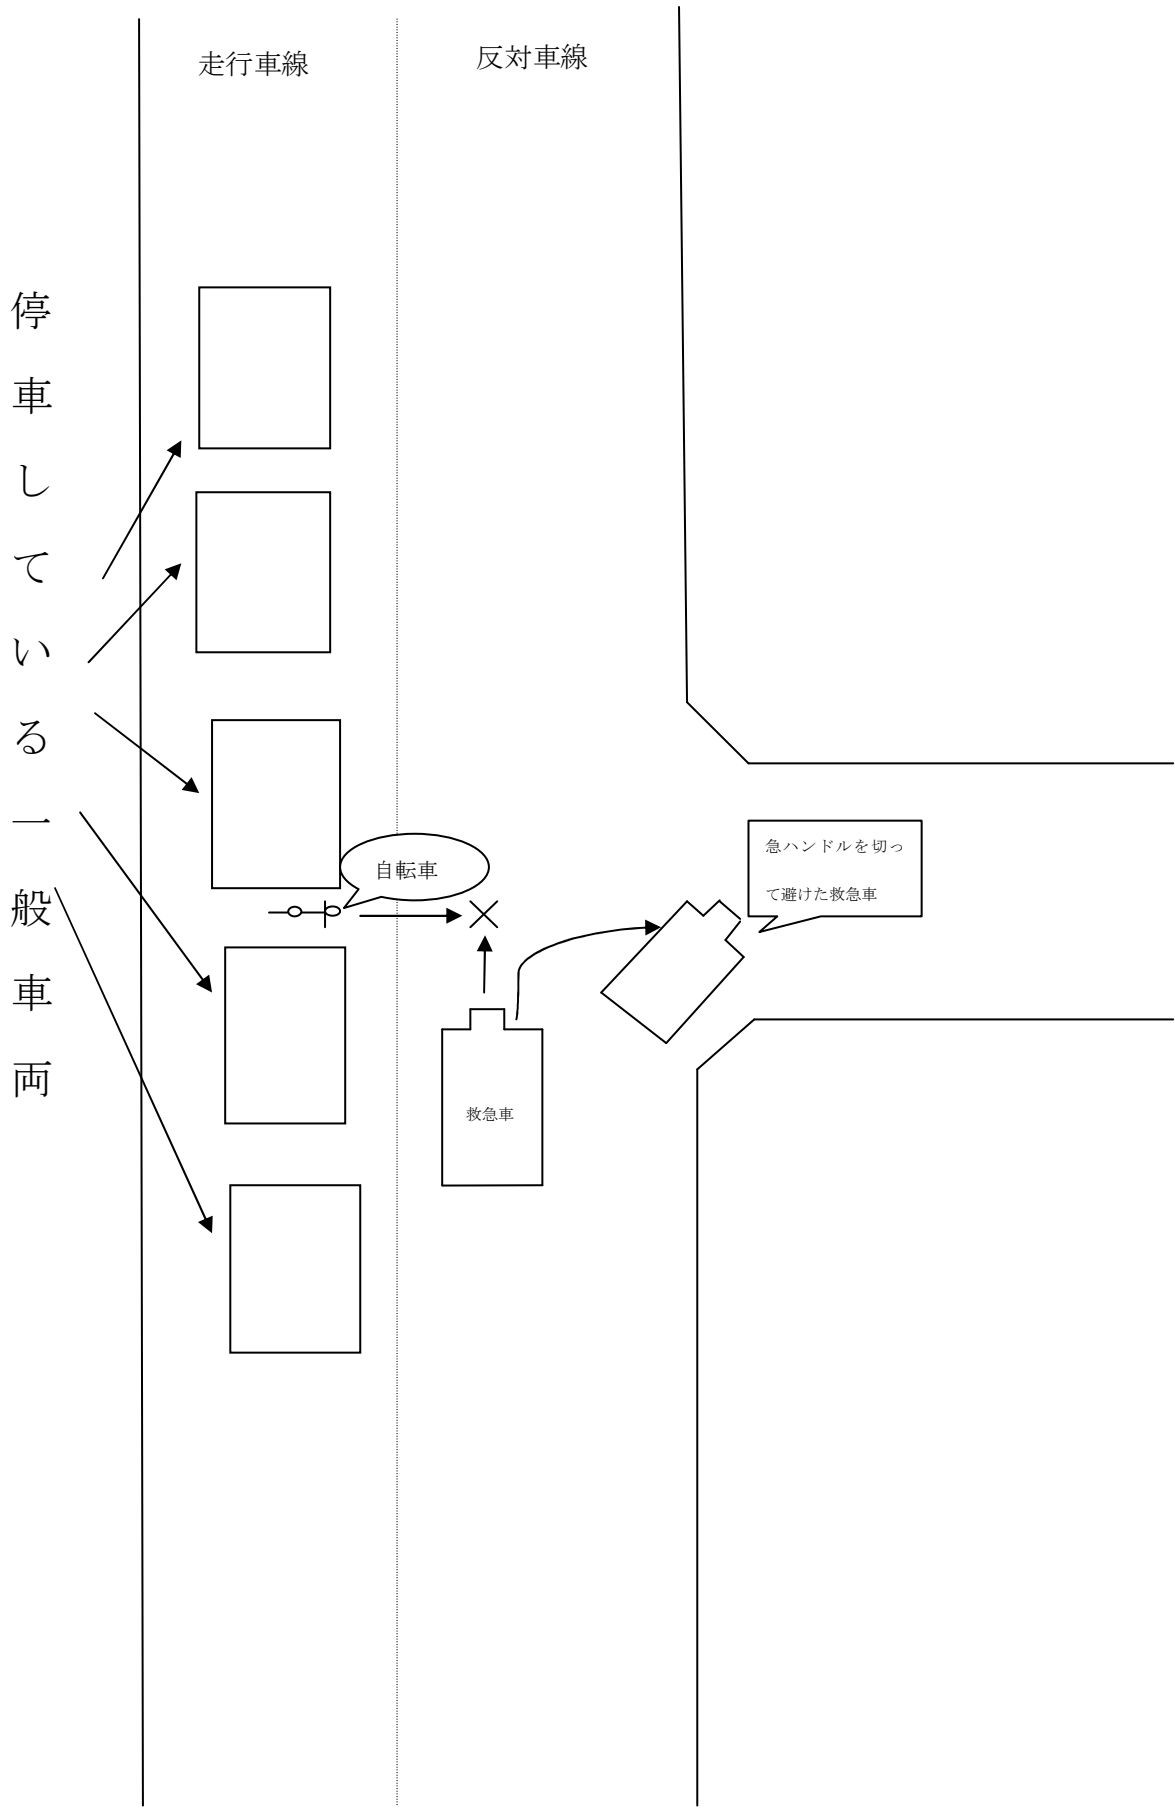 走行車線
反対車線
停車している一般車両
自転車
急ハンドルを切っ
て避けた救急車
救急車